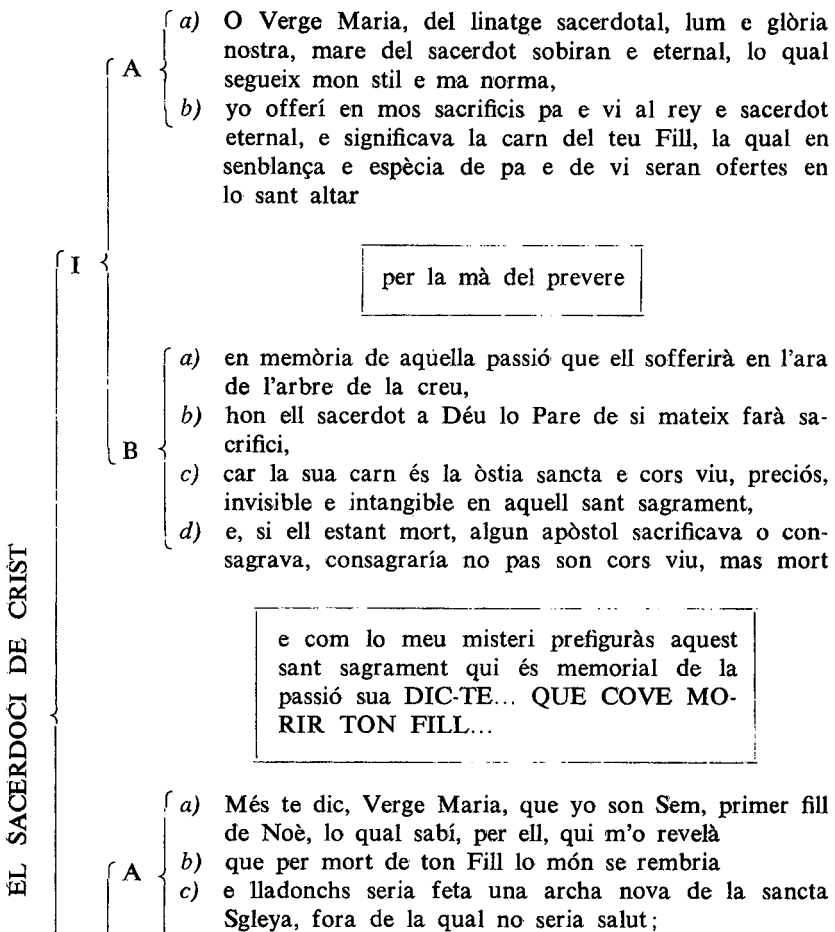 a) O Verge Maria, del linatge sacerdotal, lum e glòria
nostra, mare del sacerdot sobiran e eternal, lo qual
segueix mon stil e ma norma,
A
b) yo offerí en mos sacrificis pa e vi al rey e sacerdot
eternal, e significava la carn del teu Fill, la qual en
senblança e espècia de pa e de vi seran ofertes en
lo sant altar
I
per la mà del prevere
a) en memòria de aquella passió que ell sofferirà en l'ara
de l'arbre de la creu,
b) hon ell sacerdot a Déu lo Pare de si mateix farà sa-
crifici,
B
c) car la sua carn és la òstia sancta e cors viu, preciós,
invisible e intangible en aquell sant sagrament,
d) e, si ell estant mort, algun apòstol sacrificava o con-
sagrava, consagraría no pas son cors viu, mas mort
EL SACERDOCI DE CRIST
e com lo meu misteri prefiguràs aquest
sant sagrament qui és memorial de la
passió sua DIC-TE... QUE COVE MO-
RIR TON FILL...
a) Més te dic, Verge Maria, que yo son Sem, primer fill
de Noè, lo qual sabí, per ell, qui m'o revelà
A
b) que per mort de ton Fill lo món se rembria
c) e lladonchs seria feta una archa nova de la sancta
Sgleya, fora de la qual no seria salut;